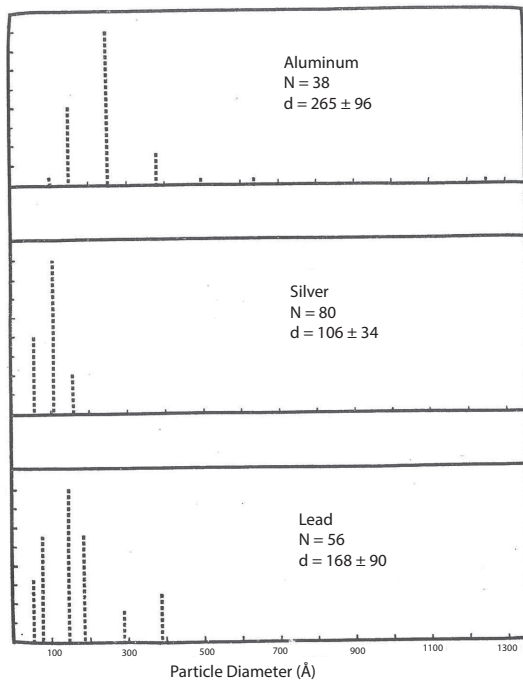 Aluminum
N = 38
d = 265 ± 96
Silver
N = 80
d = 106 ± 34
Lead
N = 56
d = 168 ± 90
100 300 500 700 900 1100 1300
Particle Diameter (Å)